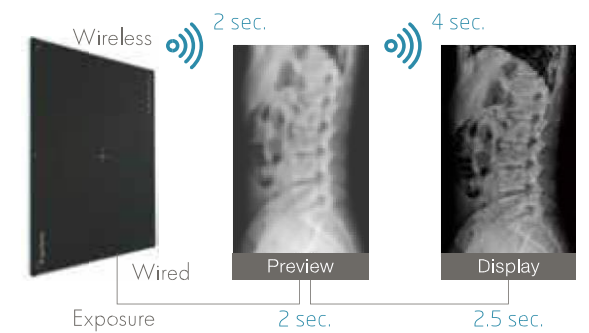 Wireless
2 sec.
4 sec.
Wired
Preview
Display
Exposure
2 sec.
2.5 sec.